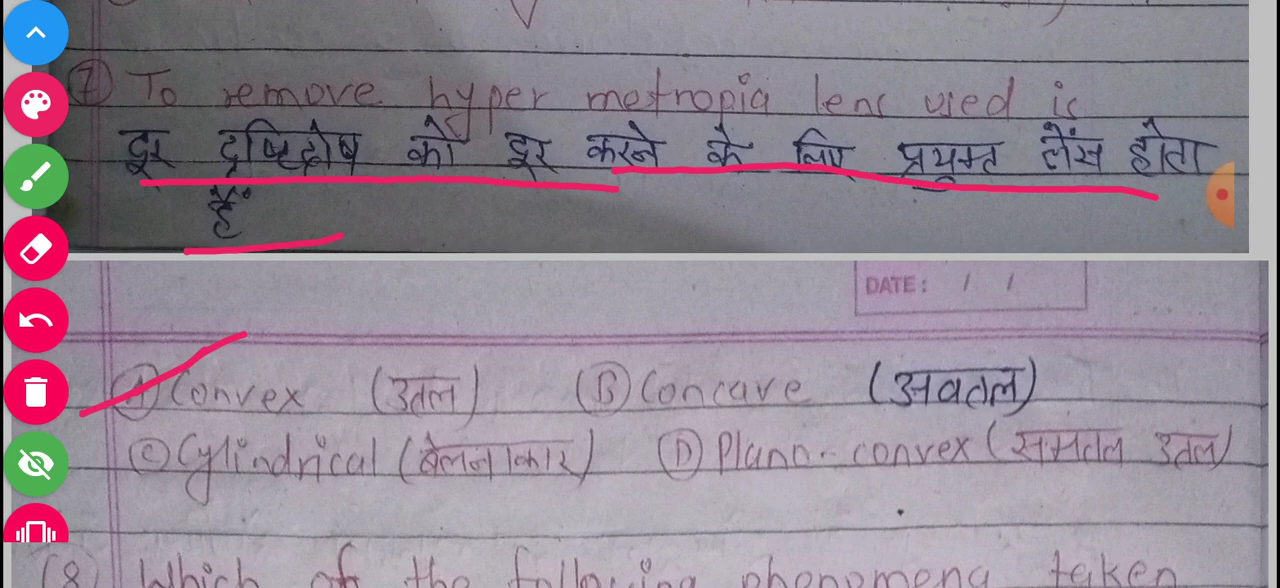 (7) To remove hyper metropia lens used is
दूर दृष्टिदोष को दूर करने के लिए प्रयुक्त लेंस होता
हैं
DATE: / /
(A) Convex (उत्तल) (B) Concave (अवतल)
(C) Cylindrical (बेलनाकार) (D) Plano-convex (समतल उत्तल)
(8) Which of the following phenomena taken